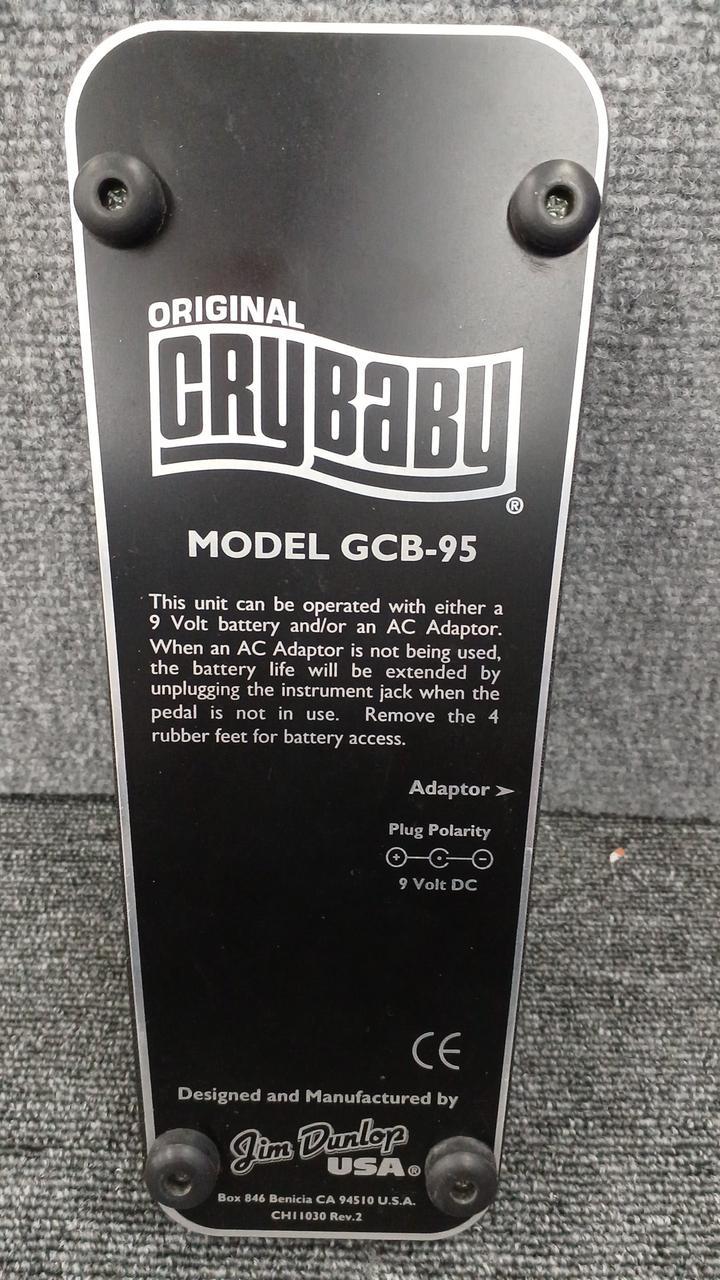 ORIGINAL
CRYBABY
®
MODEL GCB-95
This unit can be operated with either a
9 Volt battery and/or an AC Adaptor.
When an AC Adaptor is not being used,
the battery life will be extended by
unplugging the instrument jack when the
pedal is not in use. Remove the 4
rubber feet for battery access.
Adaptor ➤
Plug Polarity
+ −
9 Volt DC
CE
Designed and Manufactured by
Jim Dunlop
USA®
Box 846 Benicia CA 94510 U.S.A.
CH11030 Rev.2